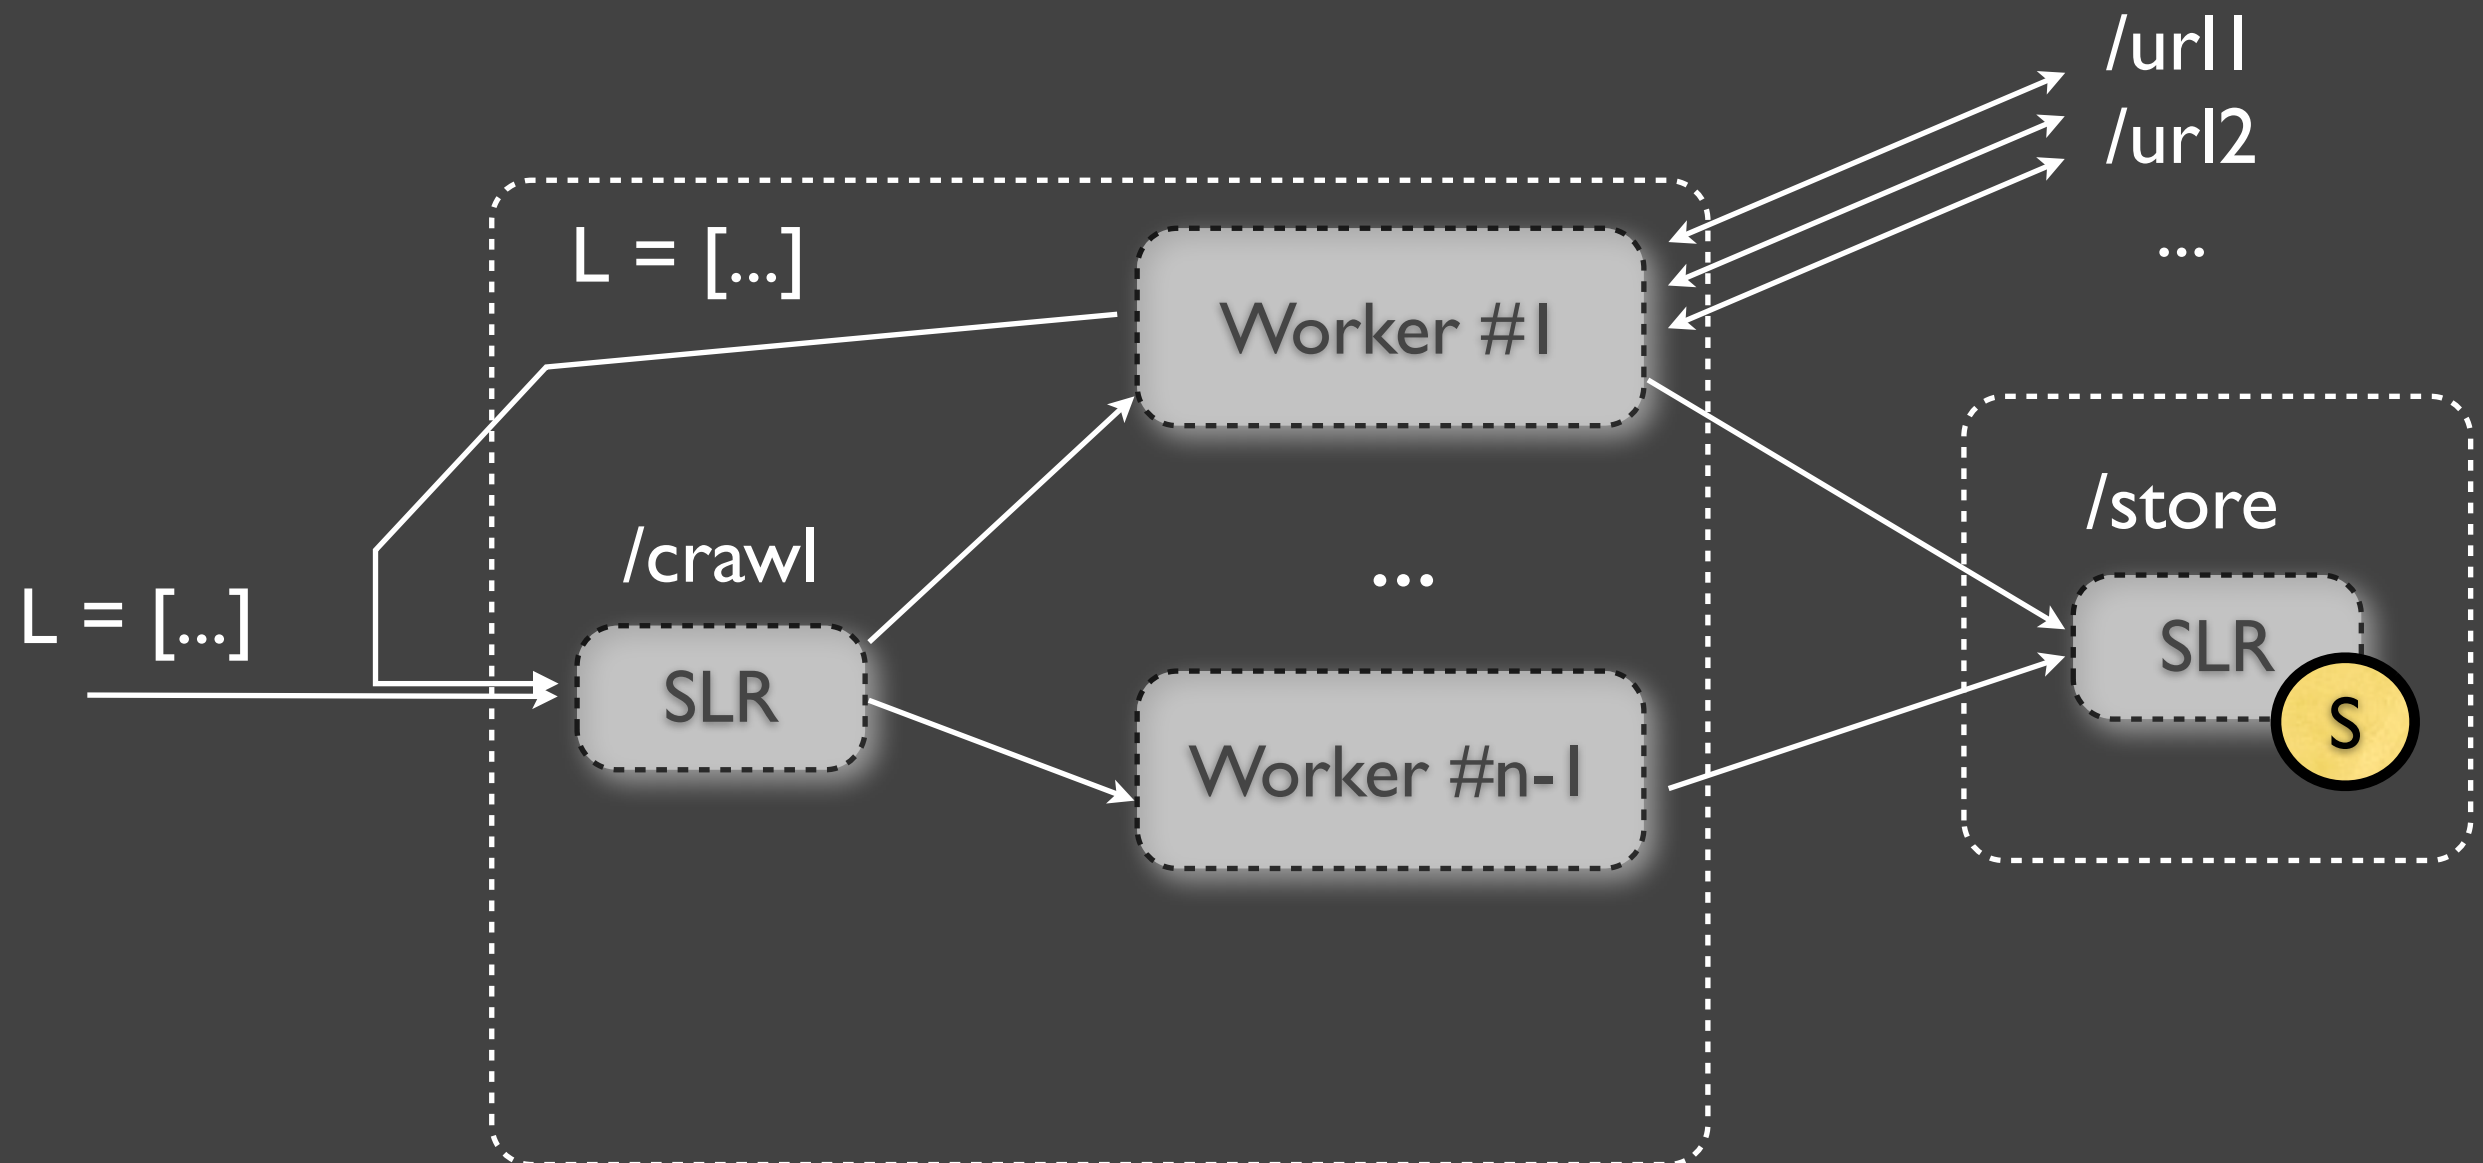 /url1
/url2
...
L = [...]
Worker #1
/store
/crawl
...
L = [...]
SLR
SLR
S
Worker #n-1